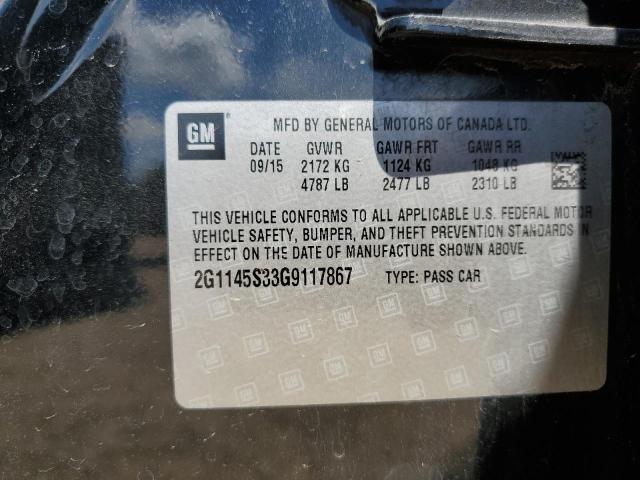 GM
MFD BY GENERAL MOTORS OF CANADA LTD.
DATE GVWR GAWR FRT GAWR RR
09/15 2172 KG 1124 KG 1048 KG
4787 LB 2477 LB 2310 LB
THIS VEHICLE CONFORMS TO ALL APPLICABLE U.S. FEDERAL MOTOR
VEHICLE SAFETY, BUMPER, AND THEFT PREVENTION STANDARDS IN
EFFECT ON THE DATE OF MANUFACTURE SHOWN ABOVE.
2G1145S33G9117867 TYPE: PASS CAR